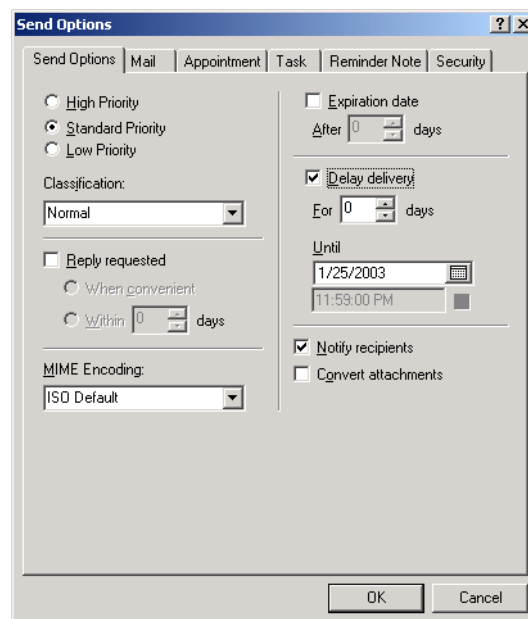 Send Options
Send Options Mail Appointment Task Reminder Note Security
High Priority
Standard Priority
Low Priority
Classification:
Normal
Reply requested
When convenient
Within 0 days
MIME Encoding:
ISO Default
Expiration date
After 0 days
Delay delivery
For 0 days
Until
1/25/2003
11:59:00 PM
Notify recipients
Convert attachments
OK Cancel